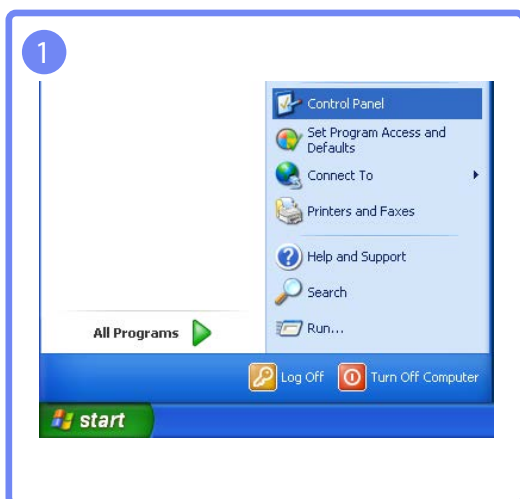 1
Control Panel
Set Program Access and
Defaults
Connect To
Printers and Faxes
Help and Support
Search
All Programs
Run...
Log Off
Turn Off Computer
start